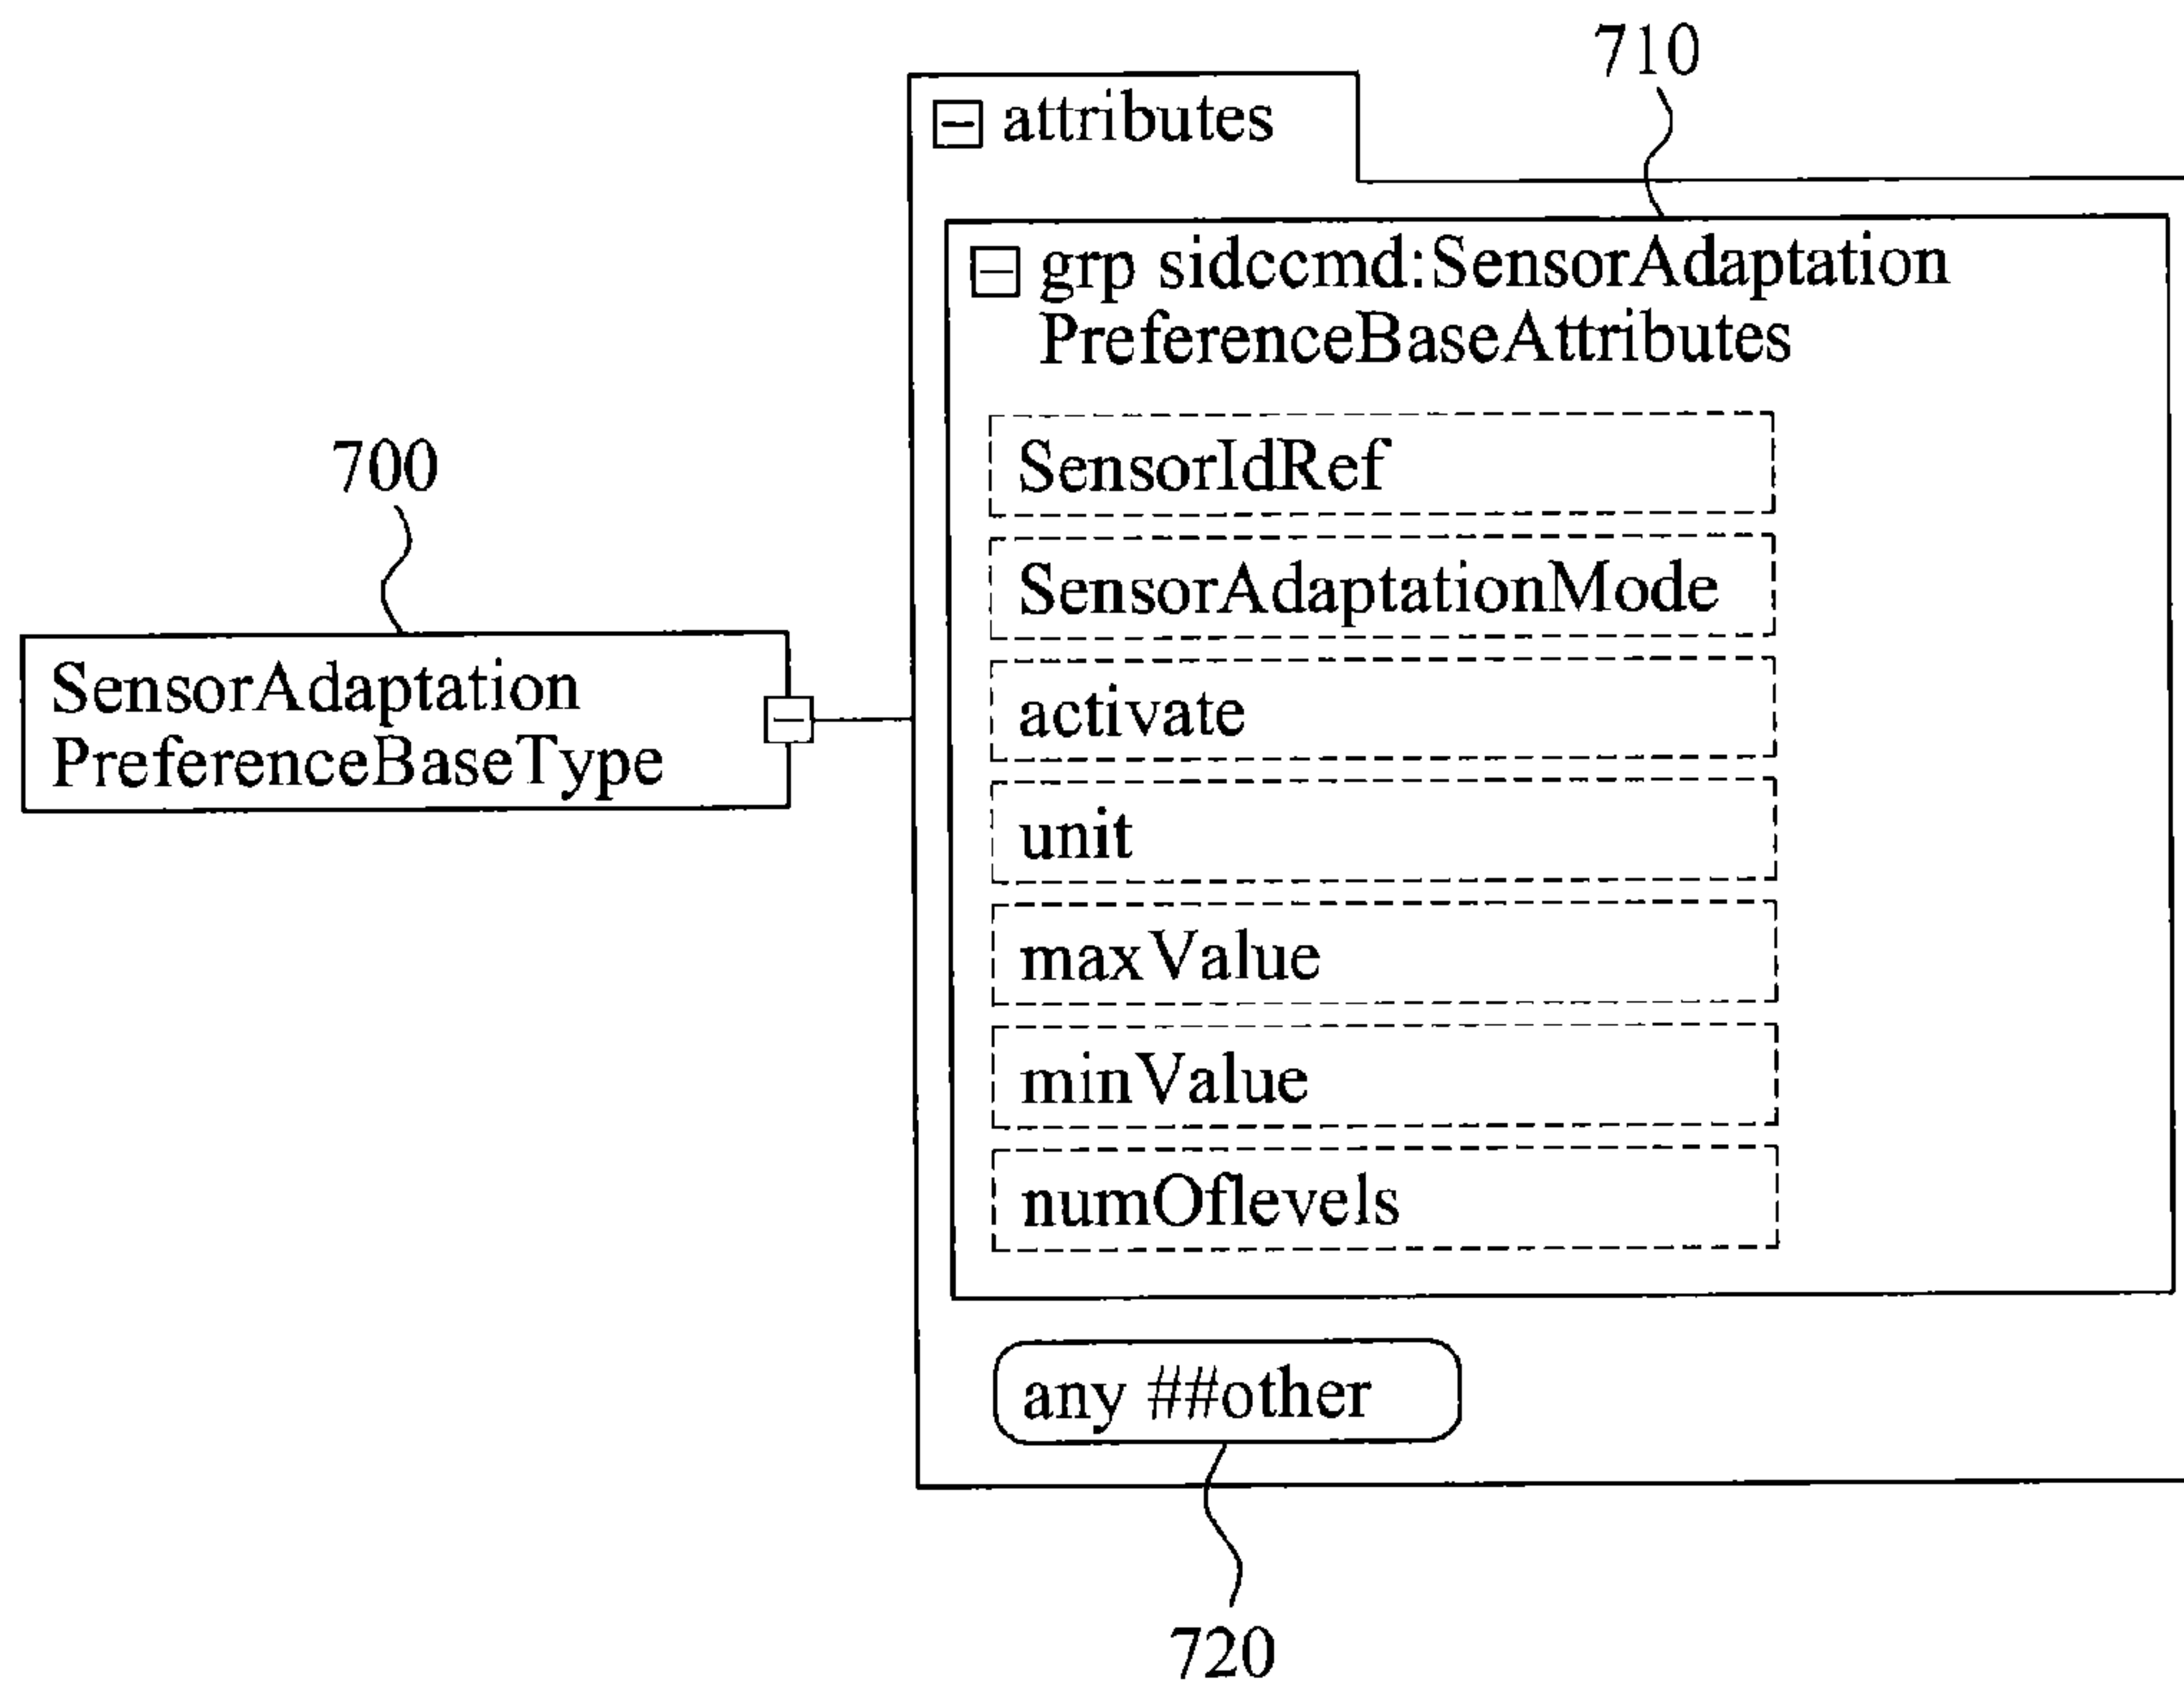 710
attributes
grp sidccmd:SensorAdaptation
PreferenceBaseAttributes
SensorIdRef
SensorAdaptationMode
activate
unit
maxValue
minValue
numOflevels
any ##other
720
700
SensorAdaptation
PreferenceBaseType